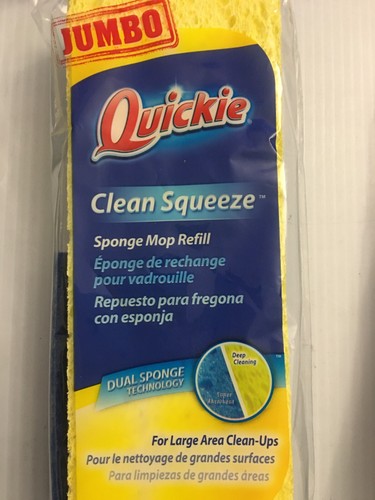 JUMBO
Quickie
Clean Squeeze™
Sponge Mop Refill
Éponge de rechange
pour vadrouille
Repuesto para fregona
con esponja
Deep
Cleaning
Super
Absorbent
DUAL SPONGE
TECHNOLOGY
For Large Area Clean-Ups
Pour le nettoyage de grandes surfaces
Para limpiezas de grandes áreas